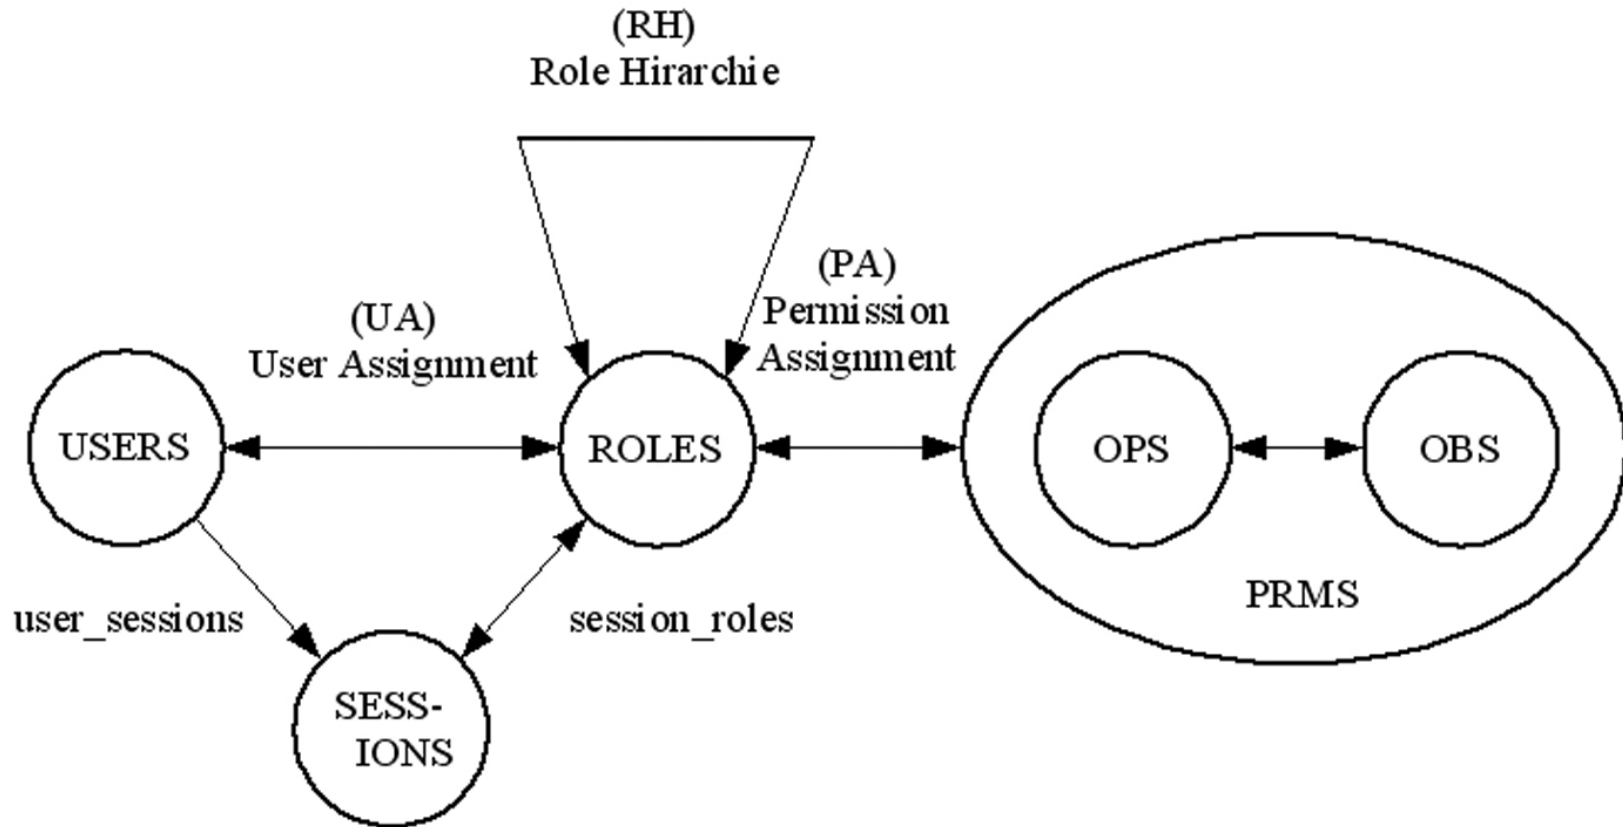 (RH)
Role Hirarchie
(PA)
Permission
Assignment
(UA)
User Assignment
USERS
ROLES
OPS
OBS
PRMS
user_sessions
session_roles
SESS-
IONS